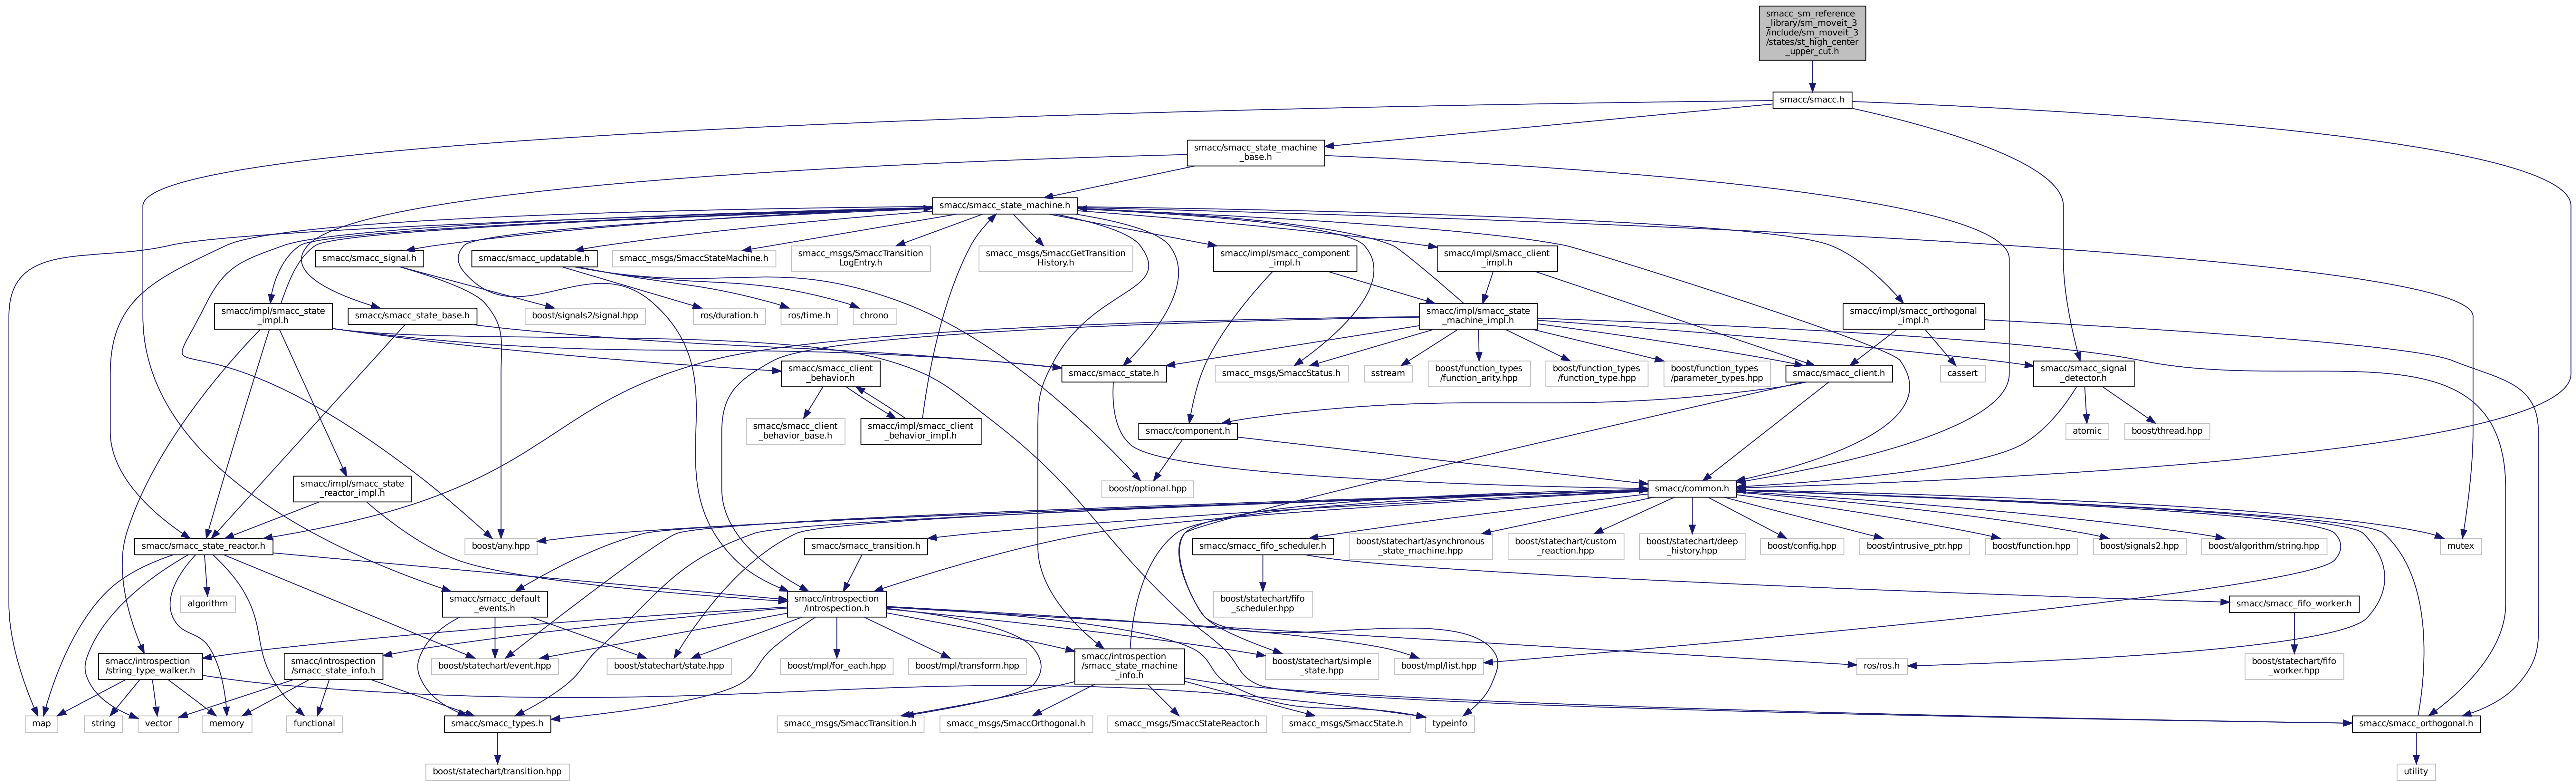 smacc_sm_reference
_library/sm_moveit_3
/include/sm_moveit_3
/states/st_high_center
_upper_cut.h
smacc/smacc.h
smacc/smacc_state_machine
_base.h
smacc/smacc_state_machine.h
smacc/smacc_signal.h
smacc/smacc_updatable.h
smacc_msgs/SmaccStateMachine.h
smacc_msgs/SmaccTransition
LogEntry.h
smacc_msgs/SmaccGetTransition
History.h
smacc/impl/smacc_component
_impl.h
smacc/impl/smacc_client
_impl.h
smacc/impl/smacc_state
_impl.h
smacc/smacc_state_base.h
boost/signals2/signal.hpp
ros/duration.h
ros/time.h
chrono
smacc/impl/smacc_state
_machine_impl.h
smacc/impl/smacc_orthogonal
_impl.h
smacc/smacc_client
_behavior.h
smacc/smacc_state.h
smacc_msgs/SmaccStatus.h
sstream
boost/function_types
/function_arity.hpp
boost/function_types
/function_type.hpp
boost/function_types
/parameter_types.hpp
smacc/smacc_client.h
cassert
smacc/smacc_signal
_detector.h
smacc/smacc_client
_behavior_base.h
smacc/impl/smacc_client
_behavior_impl.h
smacc/component.h
atomic
boost/thread.hpp
smacc/impl/smacc_state
_reactor_impl.h
boost/optional.hpp
smacc/common.h
smacc/smacc_state_reactor.h
boost/any.hpp
smacc/smacc_transition.h
smacc/smacc_fifo_scheduler.h
boost/statechart/asynchronous
_state_machine.hpp
boost/statechart/custom
_reaction.hpp
boost/statechart/deep
_history.hpp
boost/config.hpp
boost/intrusive_ptr.hpp
boost/function.hpp
boost/signals2.hpp
boost/algorithm/string.hpp
mutex
algorithm
smacc/smacc_default
_events.h
smacc/introspection
/introspection.h
boost/statechart/fifo
_scheduler.hpp
smacc/smacc_fifo_worker.h
smacc/introspection
/string_type_walker.h
smacc/introspection
/smacc_state_info.h
boost/statechart/event.hpp
boost/statechart/state.hpp
boost/mpl/for_each.hpp
boost/mpl/transform.hpp
smacc/introspection
/smacc_state_machine
_info.h
boost/statechart/simple
_state.hpp
boost/mpl/list.hpp
ros/ros.h
boost/statechart/fifo
_worker.hpp
map
string
vector
memory
functional
smacc/smacc_types.h
smacc_msgs/SmaccTransition.h
smacc_msgs/SmaccOrthogonal.h
smacc_msgs/SmaccStateReactor.h
smacc_msgs/SmaccState.h
typeinfo
smacc/smacc_orthogonal.h
boost/statechart/transition.hpp
utility